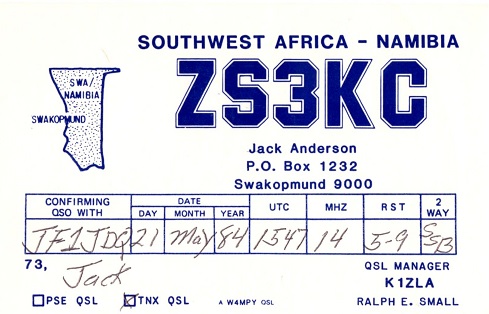 SOUTHWEST AFRICA - NAMIBIA
ZS3KC
SWA/
NAMIBIA
SWAKOPMUND
Jack Anderson
P.O. Box 1232
Swakopmund 9000
CONFIRMING QSO WITH DATE DAY MONTH YEAR UTC MHZ RST 2 WAY
JF1JDQ 21 May 84 1547 14 5-9 SSB
73,
Jack
QSL MANAGER
K1ZLA
PSE QSL TNX QSL A W4MPY QSL RALPH E. SMALL